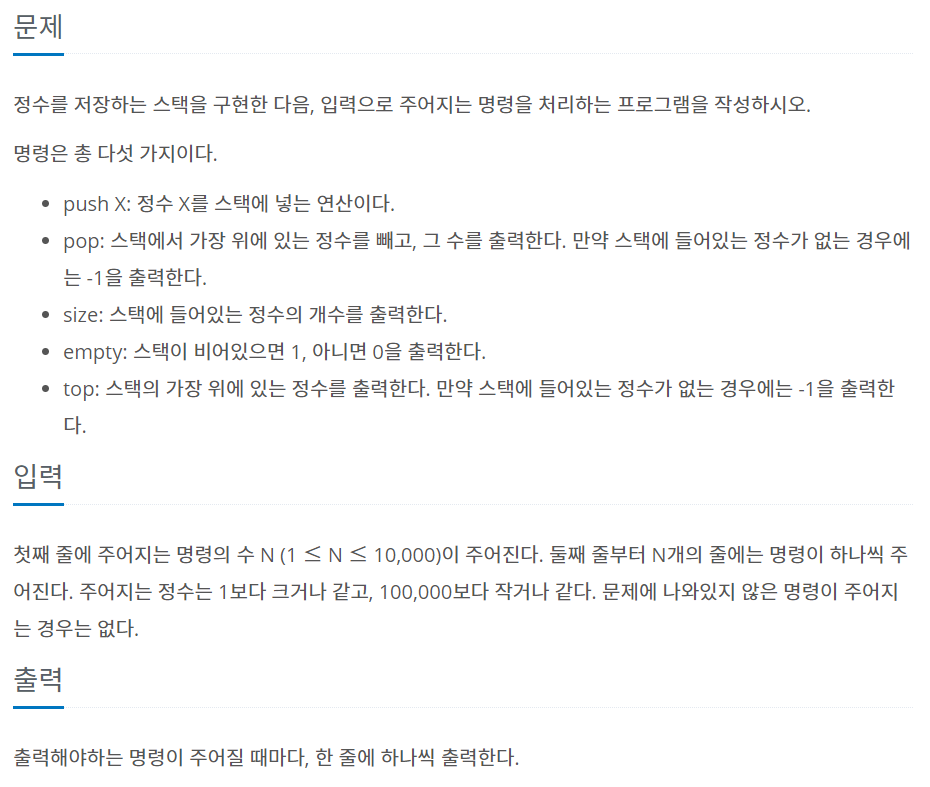 문제
정수를 저장하는 스택을 구현한 다음, 입력으로 주어지는 명령을 처리하는 프로그램을 작성하시오.
명령은 총 다섯 가지이다.
• push X: 정수 X를 스택에 넣는 연산이다.
• pop: 스택에서 가장 위에 있는 정수를 빼고, 그 수를 출력한다. 만약 스택에 들어있는 정수가 없는 경우에
는 -1을 출력한다.
• size: 스택에 들어있는 정수의 개수를 출력한다.
• empty: 스택이 비어있으면 1, 아니면 0을 출력한다.
• top: 스택의 가장 위에 있는 정수를 출력한다. 만약 스택에 들어있는 정수가 없는 경우에는 -1을 출력한
다.
입력
첫째 줄에 주어지는 명령의 수 N (1 ≤ N ≤ 10,000)이 주어진다. 둘째 줄부터 N개의 줄에는 명령이 하나씩 주
어진다. 주어지는 정수는 1보다 크거나 같고, 100,000보다 작거나 같다. 문제에 나와있지 않은 명령이 주어지
는 경우는 없다.
출력
출력해야하는 명령이 주어질 때마다, 한 줄에 하나씩 출력한다.